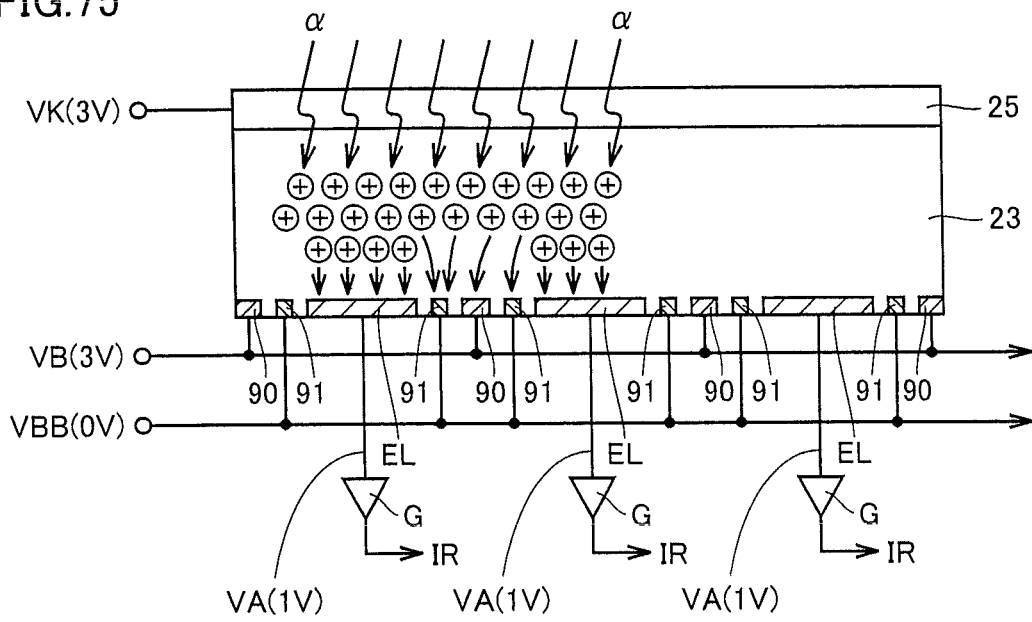 FIG.75
α α
VK(3V) 25
⊕ ⊕ ⊕ ⊕ ⊕ ⊕ ⊕ ⊕ ⊕ ⊕
⊕ ⊕ ⊕ ⊕ ⊕ ⊕ ⊕ ⊕ ⊕ ⊕
23
⊕ ⊕ ⊕ ⊕ ⊕ ⊕ ⊕
VB(3V)
90 91 91 90 91 91 90 91 91 90
VBB(0V)
EL EL EL
G G G
IR IR IR
VA(1V) VA(1V) VA(1V)